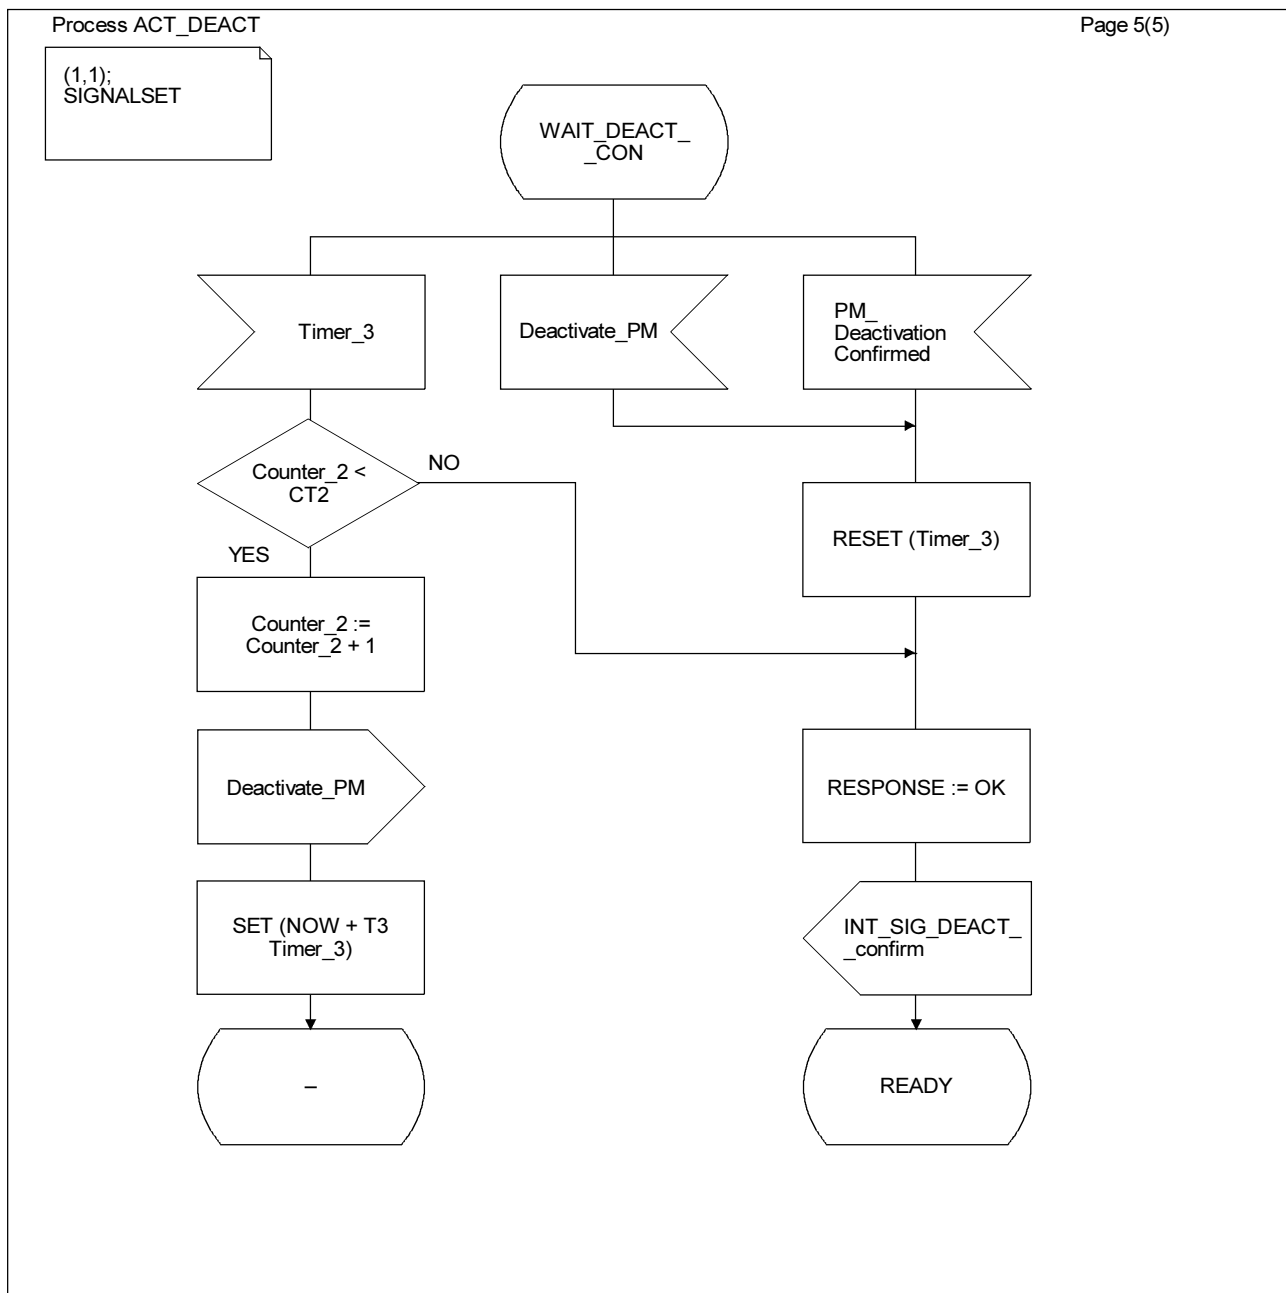 Process ACT_DEACT
Page 5(5)
(1,1);
SIGNALSET
WAIT_DEACT_
_CON
Timer_3
Deactivate_PM
PM_
Deactivation
Confirmed
Counter_2 <
CT2
NO
YES
RESET (Timer_3)
Counter_2 :=
Counter_2 + 1
Deactivate_PM
RESPONSE := OK
SET (NOW + T3
Timer_3)
INT_SIG_DEACT_
_confirm
–
READY